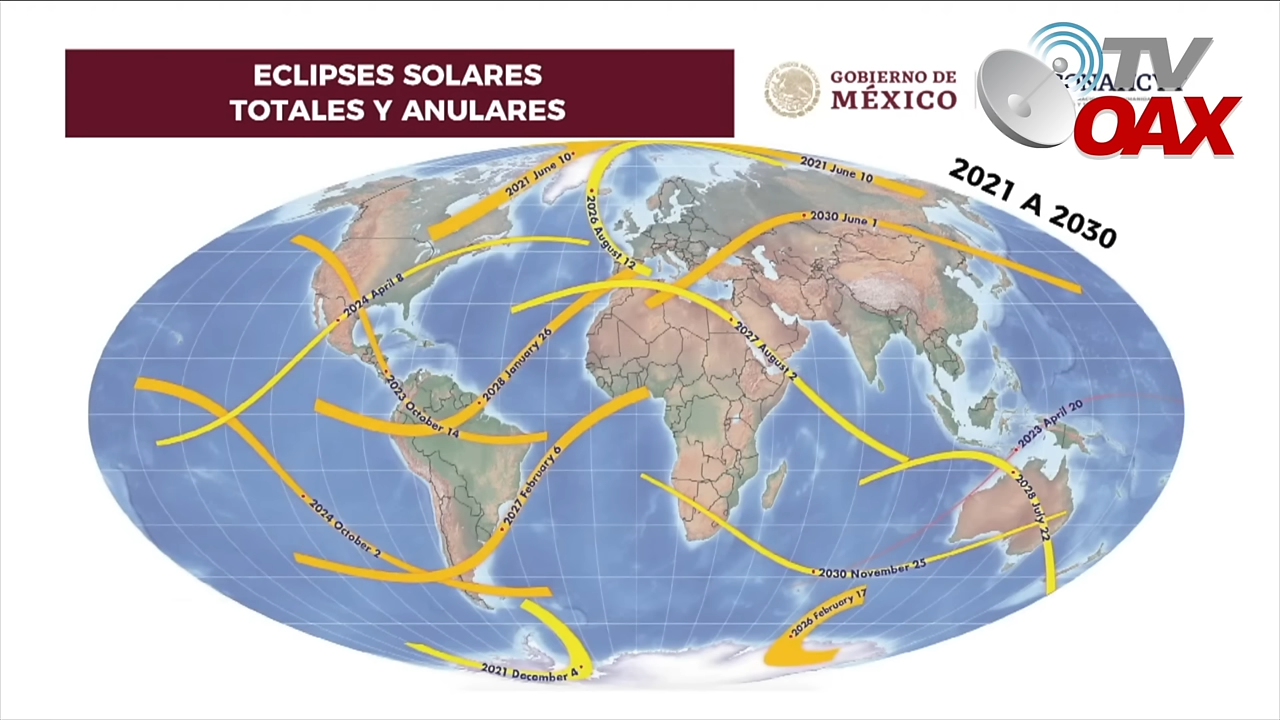 ECLIPSES SOLARES
TOTALES Y ANULARES
GOBIERNO DE
MÉXICO
TV
OAX
2021 A 2030
2021 June 10
2021 June 10
2026 August 12
2030 June 1
2024 April 8
2027 August 2
2028 January 26
2023 October 14
2023 April 20
2027 February 6
2028 July 22
2024 October 2
2030 November 25
2026 February 17
2021 December 4